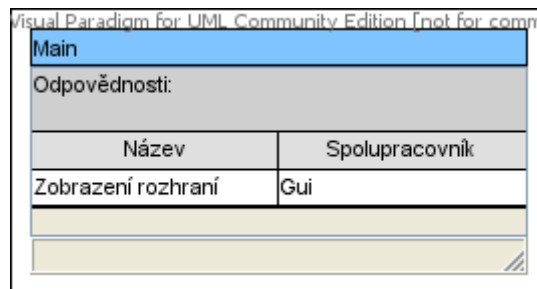 Visual Paradigm for UML Community Edition [not for comm
Main
Odpovědnosti:
Název Spolupracovník
Zobrazení rozhraní Gui